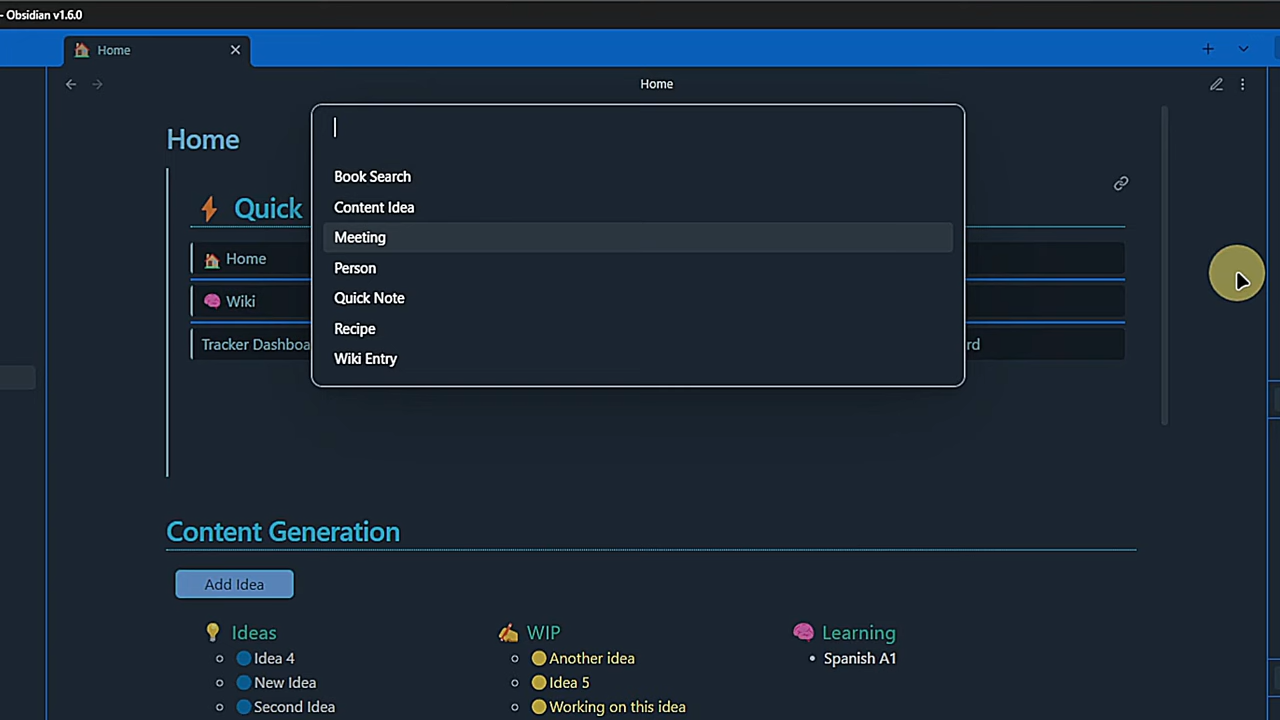 - Obsidian v1.6.0
Home
Home
Home
Quick
Home
Wiki
Tracker Dashboa
rd
Book Search
Content Idea
Meeting
Person
Quick Note
Recipe
Wiki Entry
Content Generation
Add Idea
Ideas
Idea 4
New Idea
Second Idea
WIP
Another idea
Idea 5
Working on this idea
Learning
Spanish A1